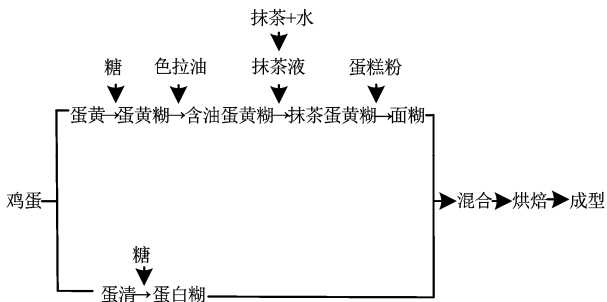 抹茶+水
糖 色拉油 抹茶液 蛋糕粉
蛋黄→蛋黄糊→含油蛋黄糊→抹茶蛋黄糊→面糊
鸡蛋 混合 烘焙 成型
糖
蛋清→蛋白糊